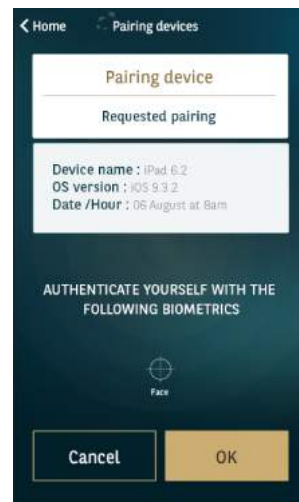 Home Pairing devices
Pairing device
Requested pairing
Device name : iPad 6.2
OS version : iOS 9.3.2
Date /Hour : 06 August at 8am
AUTHENTICATE YOURSELF WITH THE
FOLLOWING BIOMETRICS
Face
Cancel OK